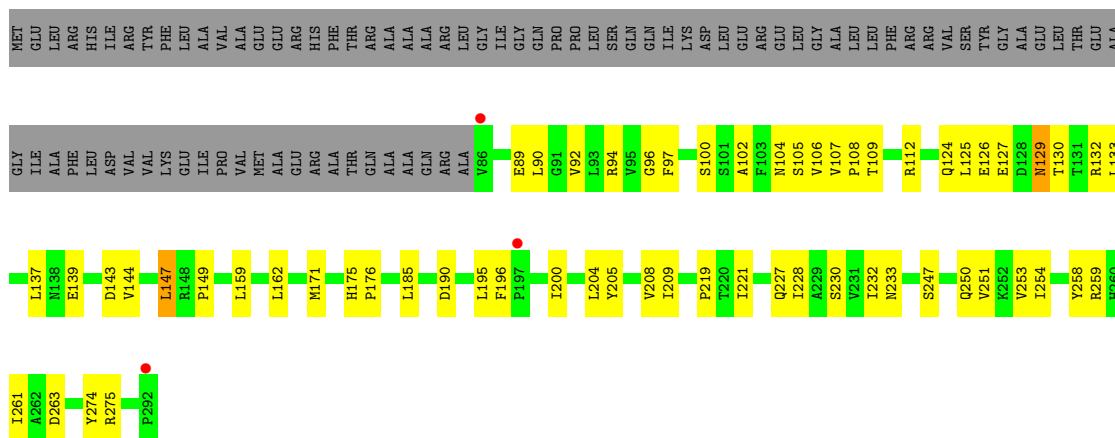 MET GLU LEU ARG HIS ILE ARG TYR PHE LEU ALA VAL ALA GLU GLU ARG HIS PHE THR ARG ALA ALA ALA ARG LEU GLY ILE GLY GLN PRO PRO LEU SER GLN GLN ILE LYS ASP LEU GLU ARG GLU LEU GLY ALA LEU LEU PHE ARG ARG VAL SER TYR GLY ALA GLU LEU THR GLU ALA
GLY ILE ALA PHE LEU ASP VAL VAL LYS GLU ILE PRO VAL MET ALA GLU ARG ALA THR GLN ALA ALA GLN ARG ALA V86 E89 L90 G91 V92 L93 R94 V95 G96 F97 S100 S101 A102 F103 N104 S105 V106 V107 P108 T109 R112 Q124 L125 E126 E127 D128 N129 T130 T131 R132 L133
L137 N138 E139 D143 V144 L147 R148 P149 L159 L162 M171 H175 P176 L185 D190 L195 F196 P197 I200 L204 Y205 V208 I209 P219 T220 I221 Q227 I228 A229 S230 V231 I232 N233 S247 Q250 V251 K252 V253 I254 Y258 R259 H260
I261 A262 D263 Y274 R275 P292